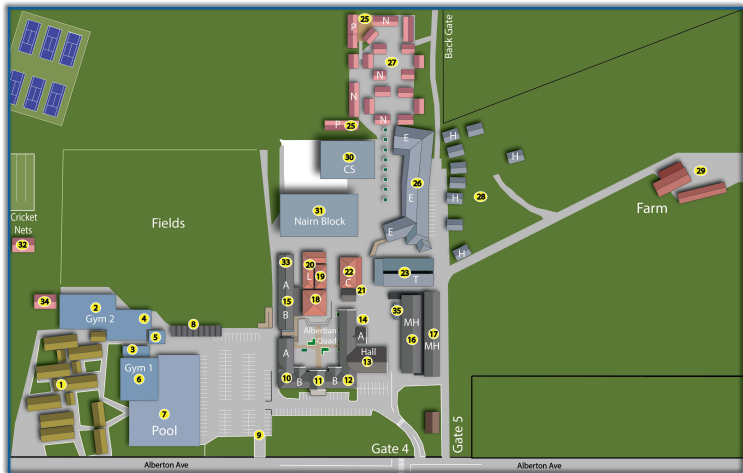 25
P
N
27
N
N
N
P
25
Back Gate
E
H
H
30
CS
26
E
28
H
29
Farm
31
Nairn Block
Fields
Cricket
Nets
32
E
H
33
A
20
L
19
22
C
23
T
21
15
B
18
34
2
Gym 2
4
5
8
Albertian
Quad
14
A
35
MH
16
17
MH
3
Gym 1
6
1
A
Hall
13
10
B
11
B
12
7
Pool
9
Gate 4
Gate 5
Alberton Ave
Alberton Ave